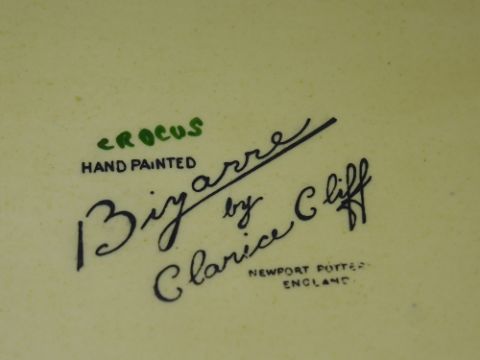 CROCUS
HAND PAINTED
Bizarre
by
Clarice Cliff
NEWPORT POTTERY
ENGLAND.